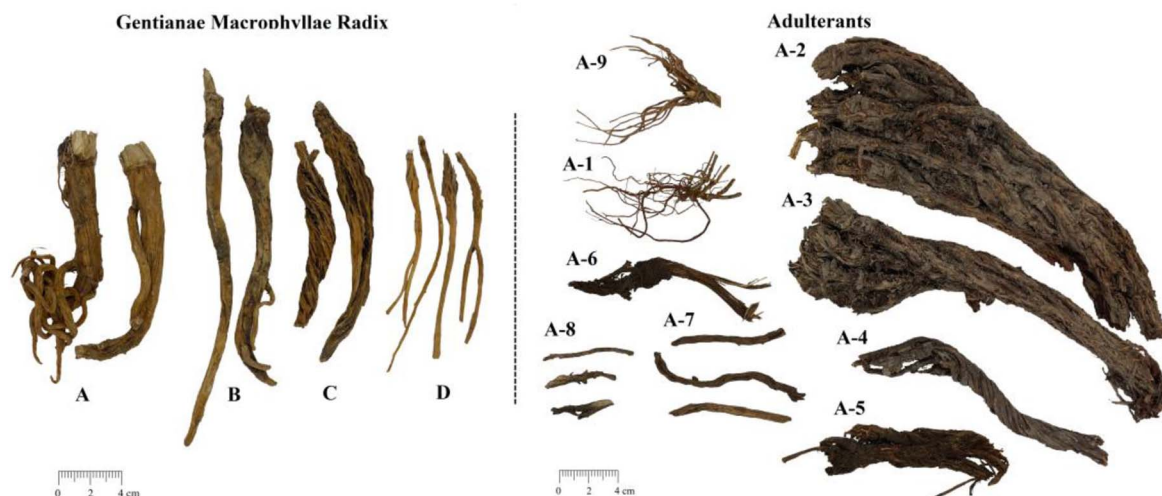 Gentianae Macrophyllae Radix
A
B
C
D
0 2 4 cm
Adulterants
A-9
A-2
A-1
A-3
A-6
A-8
A-7
A-4
A-5
0 2 4 cm